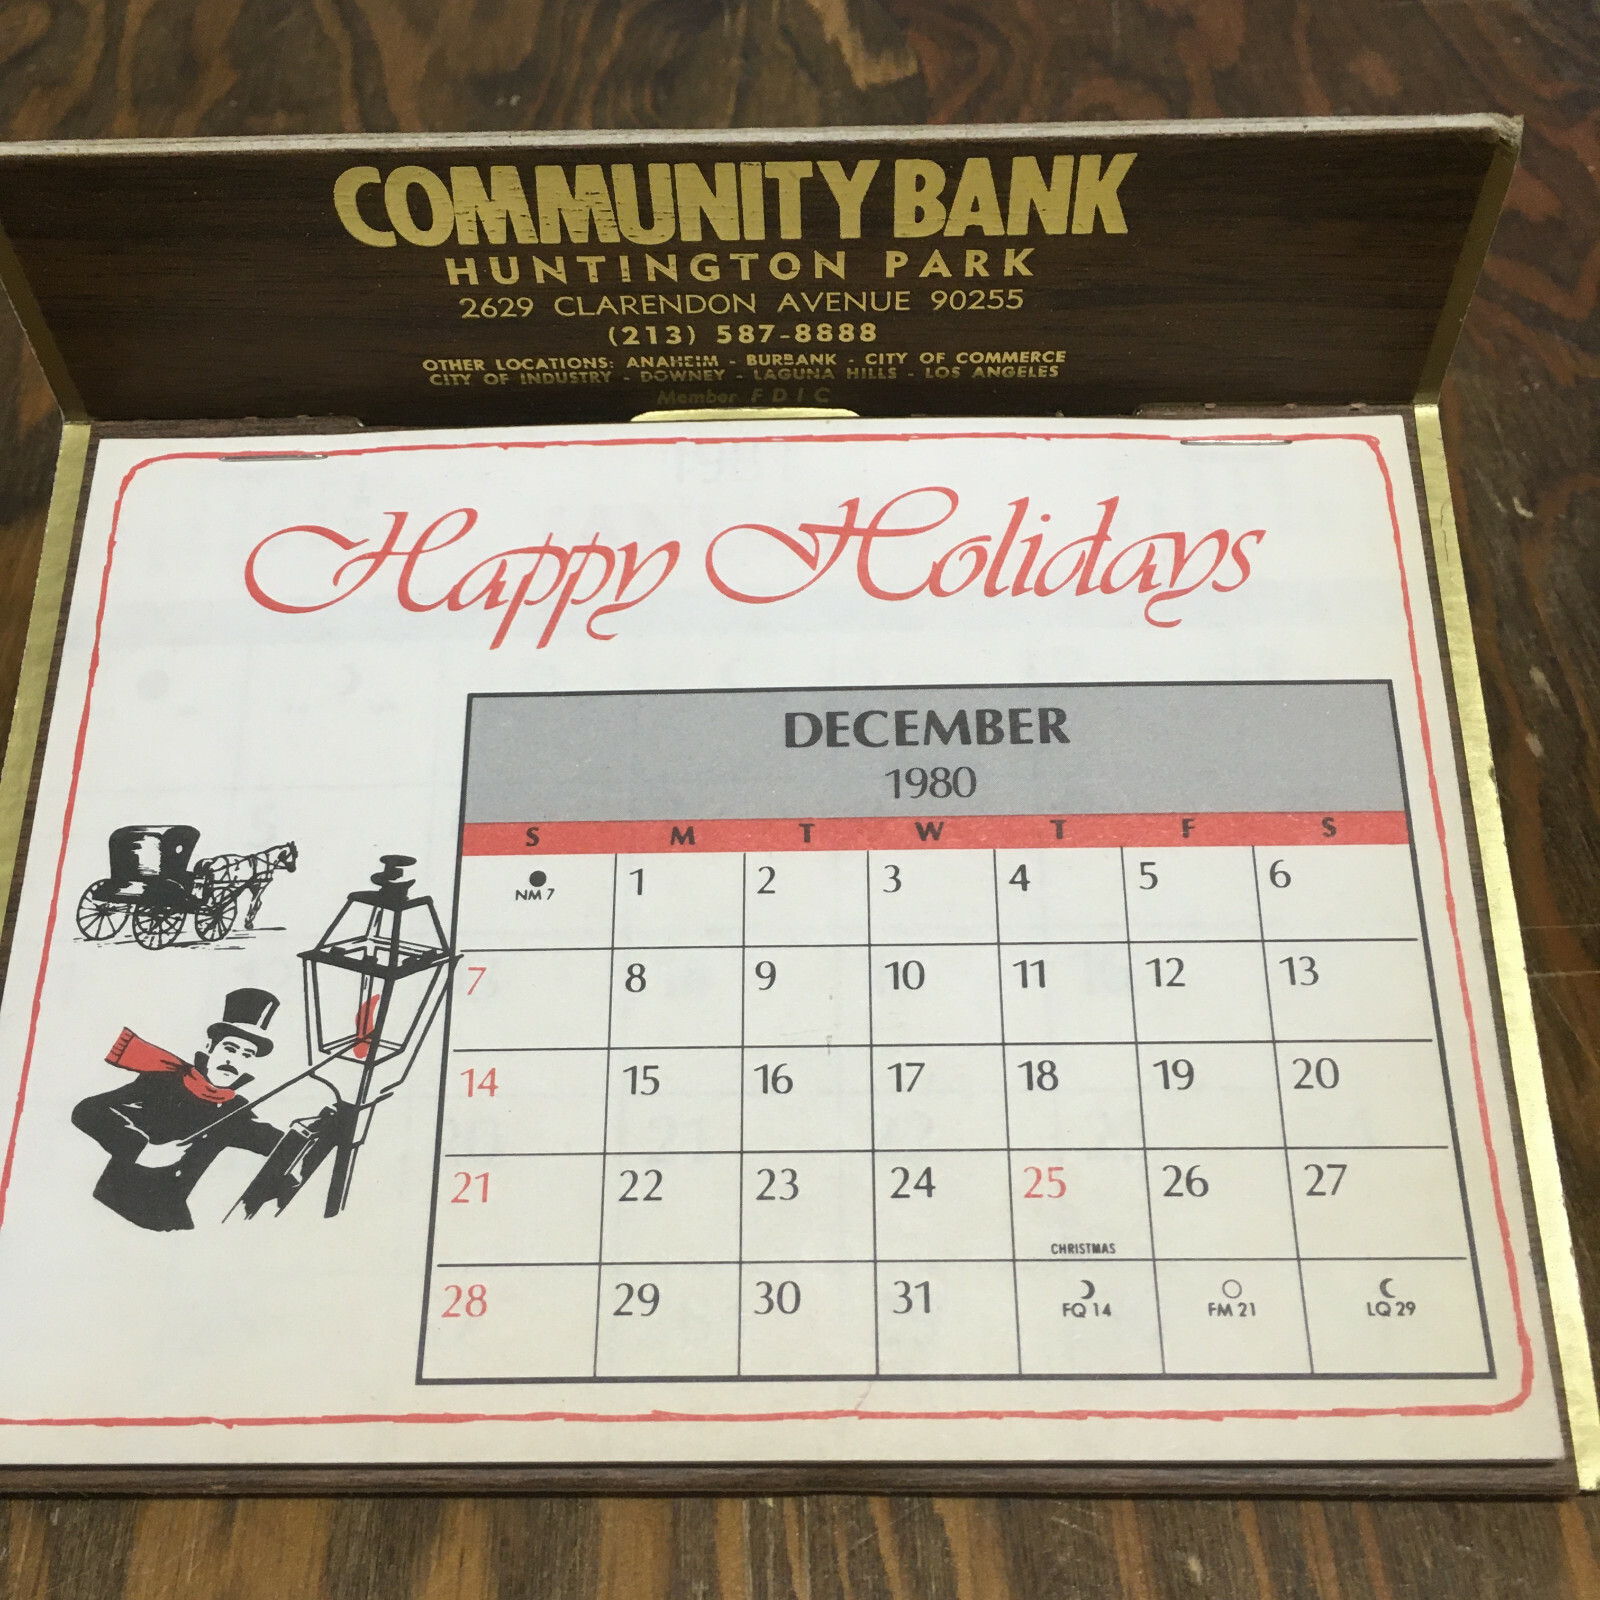 COMMUNITY BANK
HUNTINGTON PARK
2629 CLARENDON AVENUE 90255
(213) 587-8888
OTHER LOCATIONS: ANAHEIM - BURBANK - CITY OF COMMERCE
CITY OF INDUSTRY - DOWNEY - LAGUNA HILLS - LOS ANGELES
Member F D I C
Happy Holidays
DECEMBER
1980
S M T W T F S
NM 7 1 2 3 4 5 6
7 8 9 10 11 12 13
14 15 16 17 18 19 20
21 22 23 24 25 26 27
CHRISTMAS
28 29 30 31 FQ 14 FM 21 LQ 29